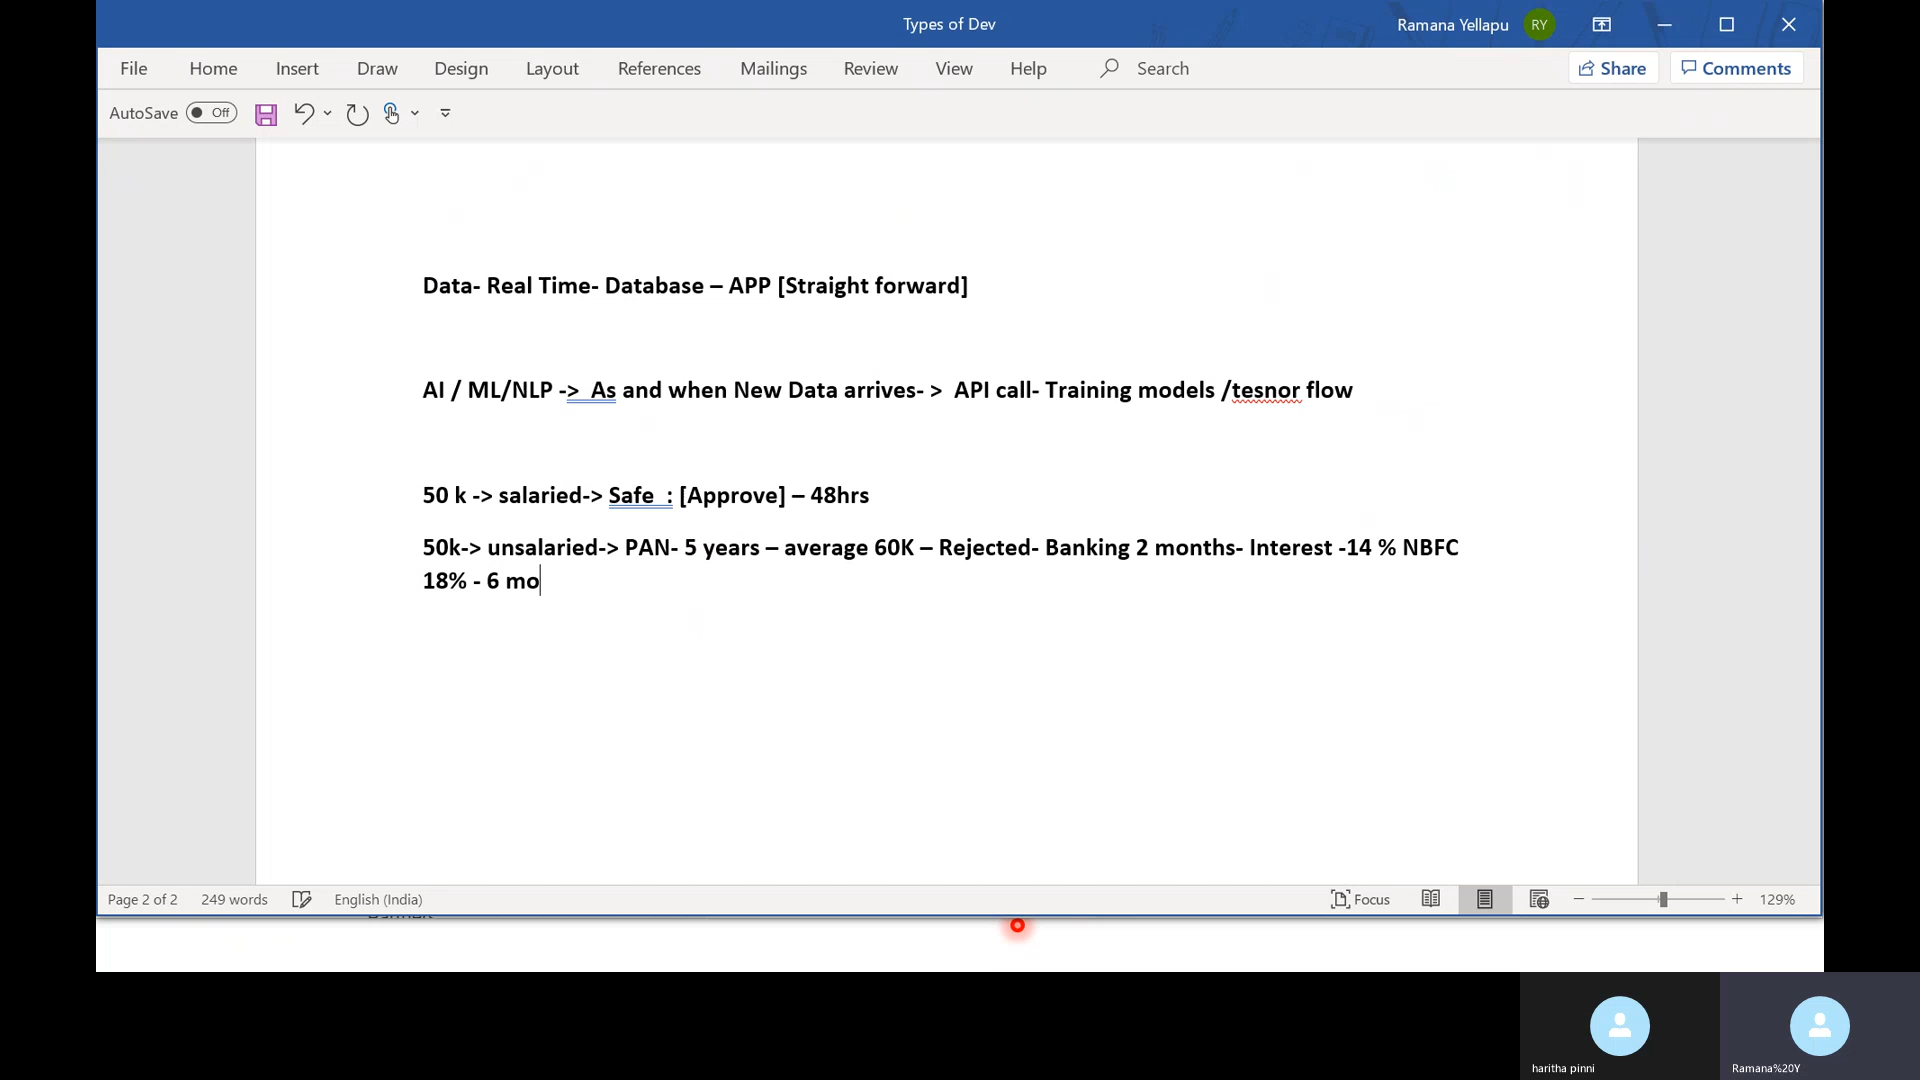 Types of Dev
Ramana Yellapu RY
File Home Insert Draw Design Layout References Mailings Review View Help Search Share Comments
AutoSave Off
Data- Real Time- Database – APP [Straight forward]
AI / ML/NLP -> As and when New Data arrives- > API call- Training models /tesnor flow
50 k -> salaried-> Safe : [Approve] – 48hrs
50k-> unsalaried-> PAN- 5 years – average 60K – Rejected- Banking 2 months- Interest -14 % NBFC
18% - 6 mo
Page 2 of 2 249 words English (India) Focus 129%
haritha pinni Ramana%20Y